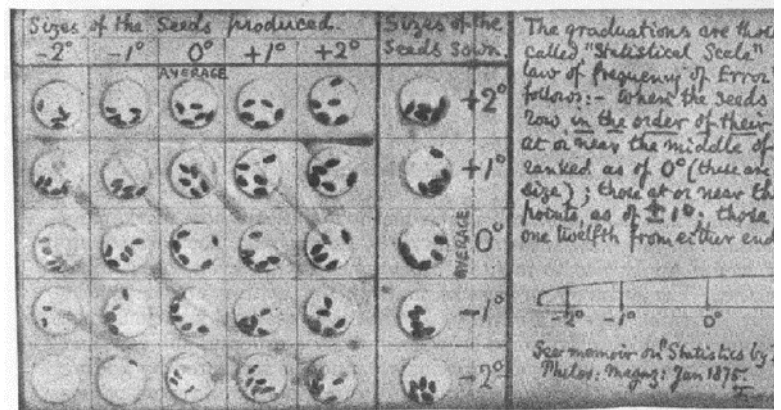 Sizes of the Seeds produced.
-2° -1° 0° +1° +2°
AVERAGE
Sizes of the
Seeds sown.
+2°
+1°
0°
AVERAGE
-1°
-2°
The graduations are those
called "Statistical Scale"
law of frequency of Error
follows:- When the seeds
row in the order of their
at or near the middle of
ranked as of 0° (these are
size); those at or near the
points, as of ±1°: those
one twelfth from either end
-2° -1° 0°
See memoir on "Statistics by
Philos: Magaz: Jan 1875.